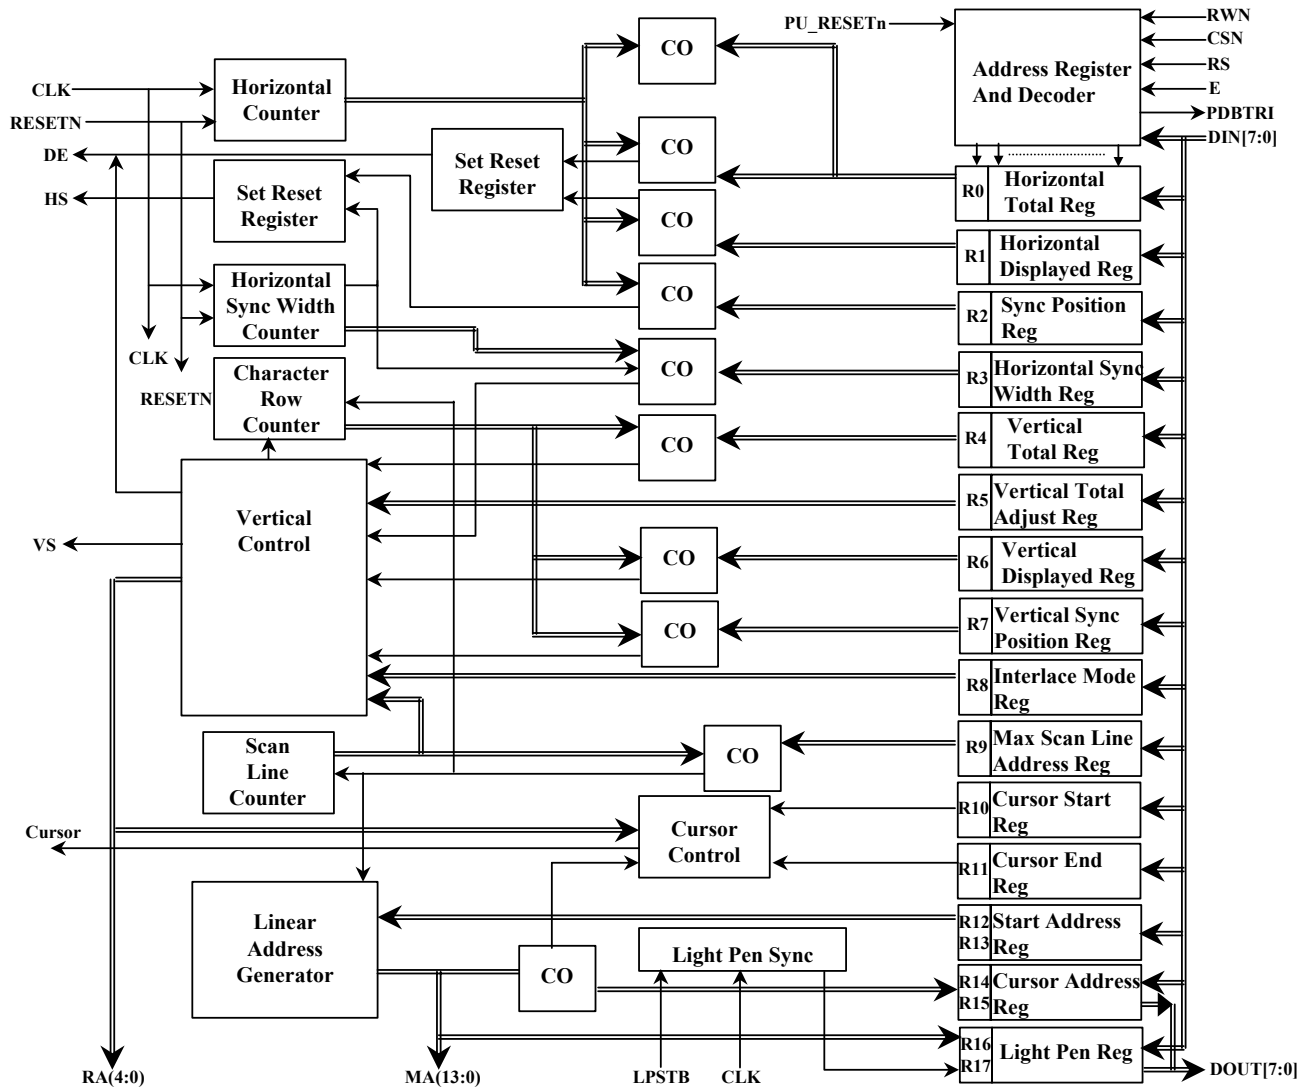 PU_RESETn
RWN
CSN
RS
E
PDBTRI
DIN[7:0]
Address Register
And Decoder
CLK
RESETN
DE
HS
Horizontal
Counter
CO
CO
CO
CO
CO
CO
CO
CO
Set Reset
Register
Set Reset
Register
Horizontal
Sync Width
Counter
CLK
RESETN
Character
Row
Counter
R0
Horizontal
Total Reg
R1
Horizontal
Displayed Reg
R2
Sync Position
Reg
R3
Horizontal Sync
Width Reg
R4
Vertical
Total Reg
R5
Vertical Total
Adjust Reg
R6
Vertical
Displayed Reg
R7
Vertical Sync
Position Reg
R8
Interlace Mode
Reg
R9
Max Scan Line
Address Reg
R10
Cursor Start
Reg
R11
Cursor End
Reg
R12
R13
Start Address
Reg
R14
R15
Cursor Address
Reg
R16
R17
Light Pen Reg
VS
Vertical
Control
Scan
Line
Counter
CO
Cursor
Cursor
Control
Linear
Address
Generator
CO
Light Pen Sync
RA(4:0)
MA(13:0)
LPSTB
CLK
DOUT[7:0]